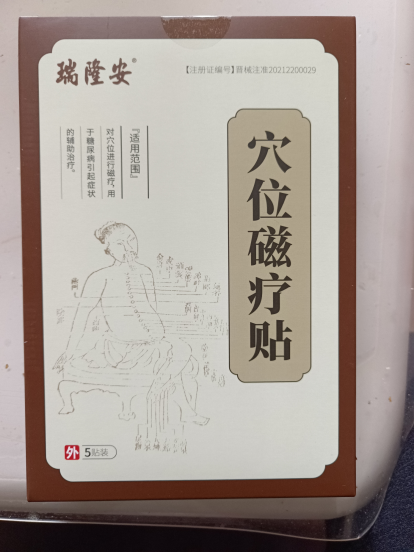 瑞隆安®
【注册证编号】晋械注准20212200029
『适用范围』
对穴位进行磁疗，用
于糖尿病引起症状
的辅助治疗。
穴位磁疗贴
外 5贴装